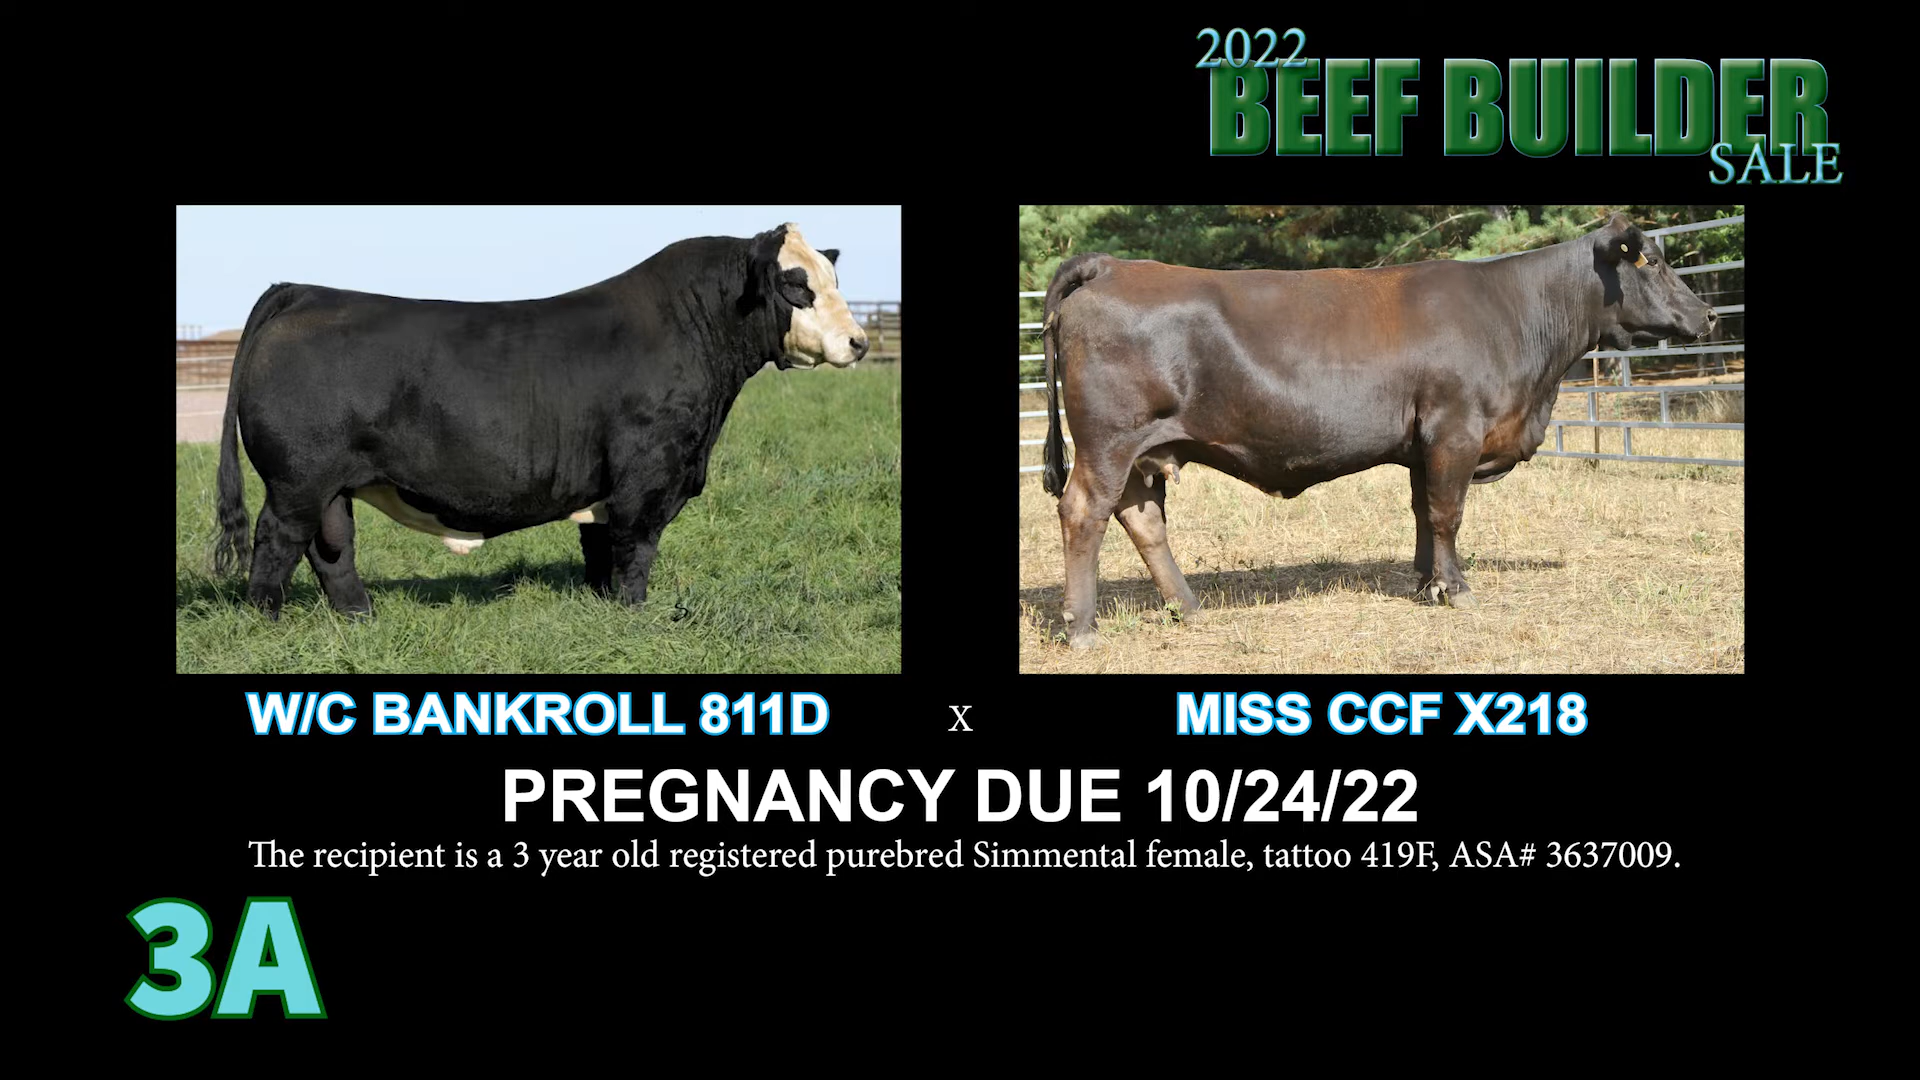 2022
BEEF BUILDER
SALE
W/C BANKROLL 811D x MISS CCF X218
PREGNANCY DUE 10/24/22
The recipient is a 3 year old registered purebred Simmental female, tattoo 419F, ASA# 3637009.
3A